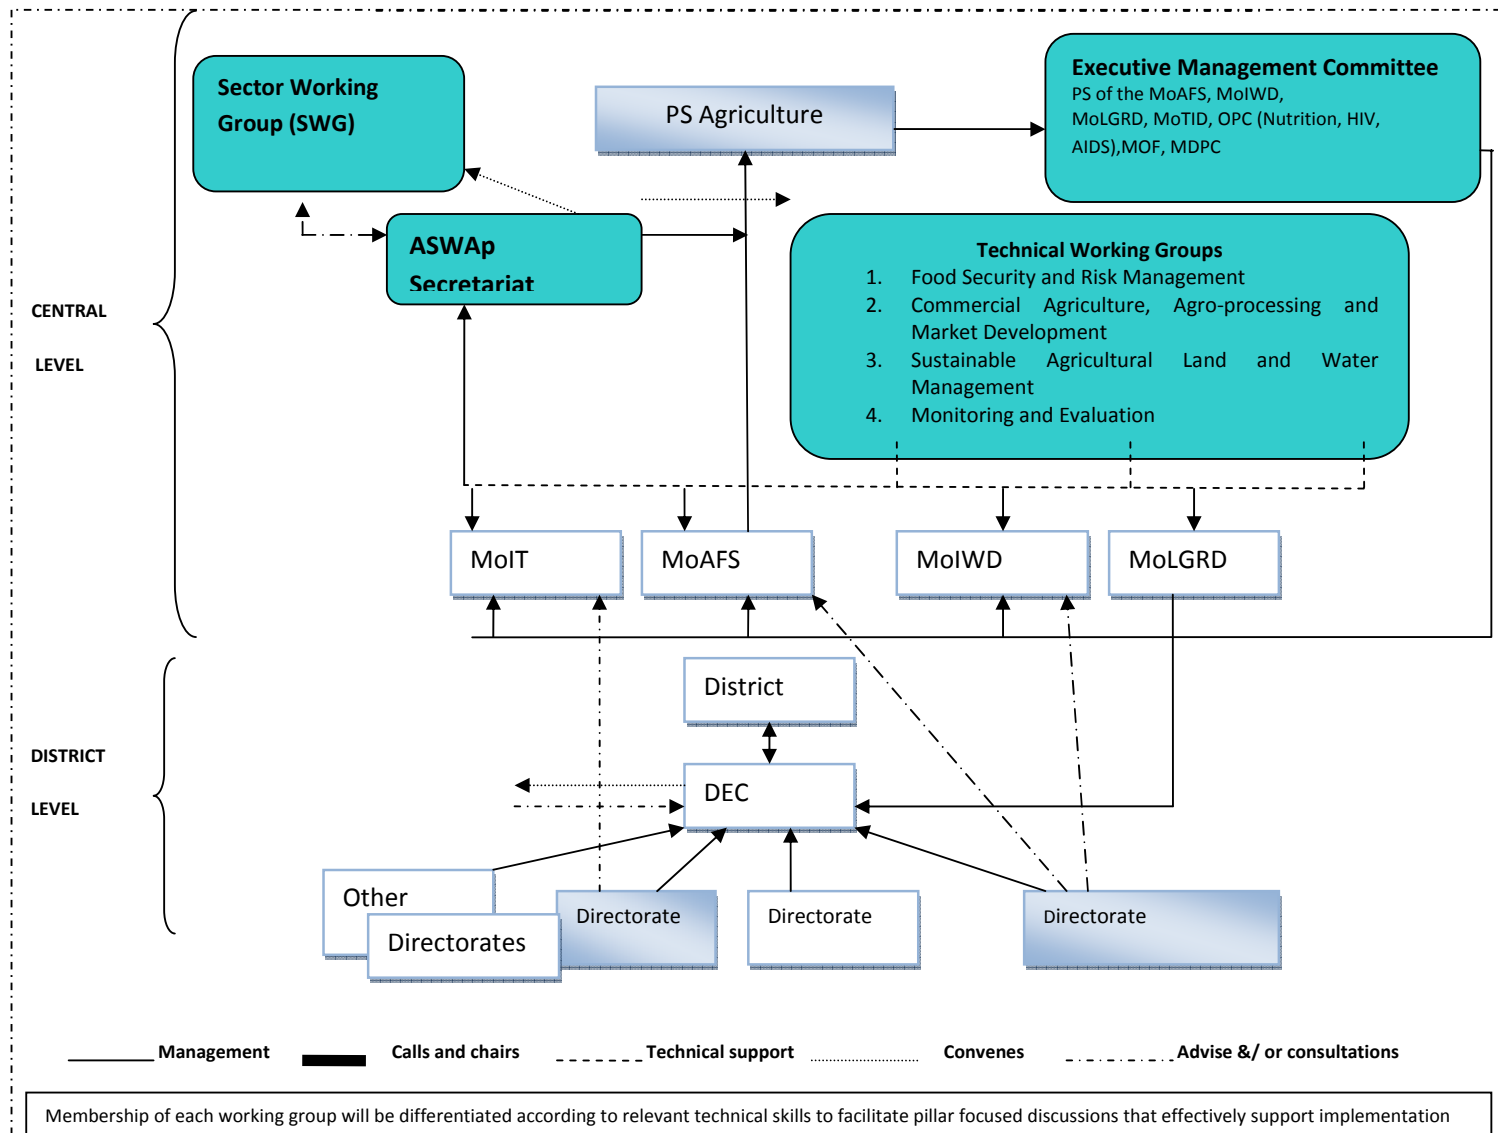 Sector Working
Group (SWG)
PS Agriculture
Executive Management Committee
PS of the MoAFS, MoIWD,
MoLGRD, MoTID, OPC (Nutrition, HIV,
AIDS),MOF, MDPC
ASWAp
Secretariat
Technical Working Groups
1. Food Security and Risk Management
2. Commercial Agriculture, Agro-processing and
Market Development
3. Sustainable Agricultural Land and Water
Management
4. Monitoring and Evaluation
CENTRAL
LEVEL
MoIT
MoAFS
MoIWD
MoLGRD
District
DISTRICT
LEVEL
DEC
Other
Directorates
Directorate
Directorate
Directorate
Management
Calls and chairs
Technical support
Convenes
Advise &/ or consultations
Membership of each working group will be differentiated according to relevant technical skills to facilitate pillar focused discussions that effectively support implementation